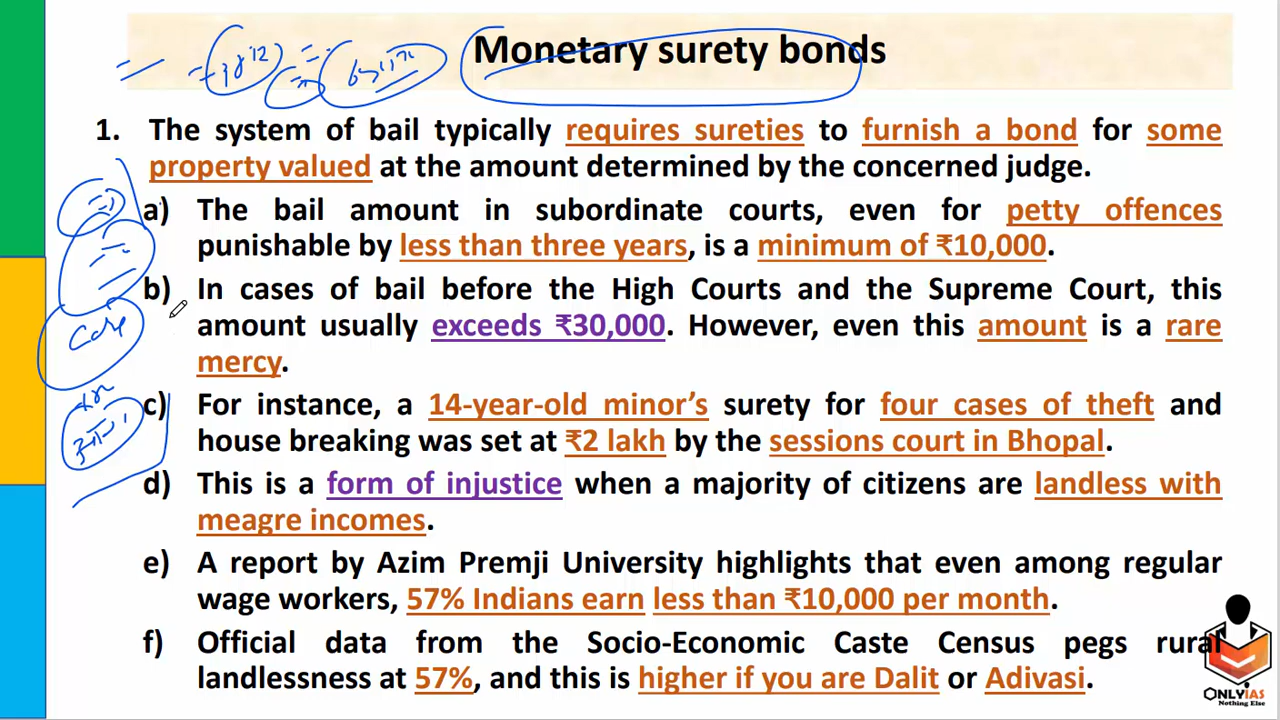 Monetary surety bonds
1. The system of bail typically requires sureties to furnish a bond for some
property valued at the amount determined by the concerned judge.
a) The bail amount in subordinate courts, even for petty offences
punishable by less than three years, is a minimum of ₹10,000.
b) In cases of bail before the High Courts and the Supreme Court, this
amount usually exceeds ₹30,000. However, even this amount is a rare
mercy.
Care
c) For instance, a 14-year-old minor's surety for four cases of theft and
house breaking was set at ₹2 lakh by the sessions court in Bhopal.
d) This is a form of injustice when a majority of citizens are landless with
meagre incomes.
e) A report by Azim Premji University highlights that even among regular
wage workers, 57% Indians earn less than ₹10,000 per month.
f) Official data from the Socio-Economic Caste Census pegs rural
landlessness at 57%, and this is higher if you are Dalit or Adivasi.
ONLYIAS
Nothing Else